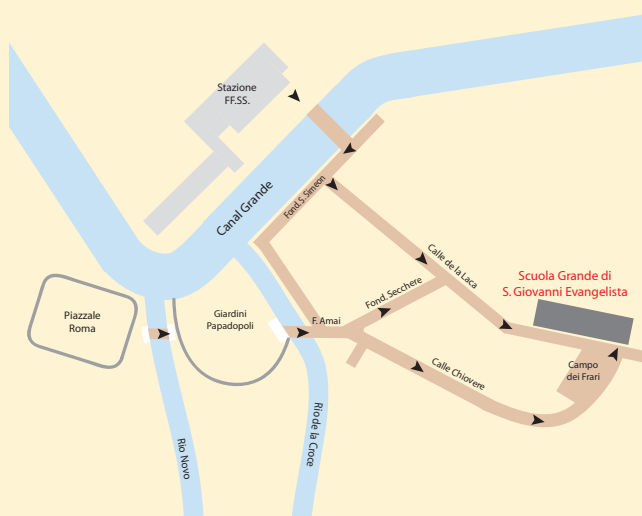 Stazione
FF.SS.
Canal Grande
Fond. S. Simeon
Calle de la Laca
Scuola Grande di
S. Giovanni Evangelista
Fond. Secchere
Piazzale
Roma
Giardini
Papadopoli
F. Amai
Campo
dei Frari
Calle Chiovere
Rio Novo
Rio de la Croce